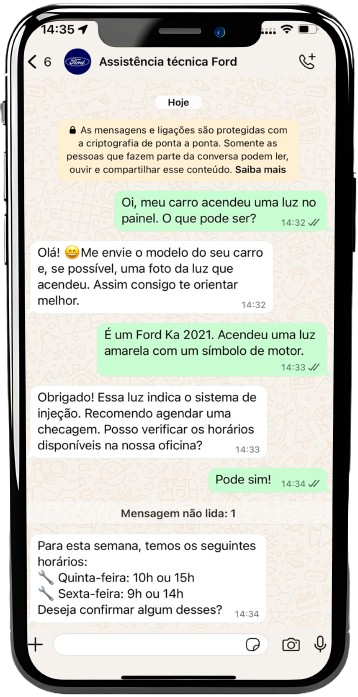 14:35
6
Ford
Assistência técnica Ford
Hoje
As mensagens e ligações são protegidas com
a criptografia de ponta a ponta. Somente as
pessoas que fazem parte da conversa podem ler,
ouvir e compartilhar esse conteúdo. Saiba mais
Oi, meu carro acendeu uma luz no
painel. O que pode ser?
14:32
Olá! 😄Me envie o modelo do seu carro
e, se possível, uma foto da luz que
acendeu. Assim consigo te orientar
melhor.
14:32
É um Ford Ka 2021. Acendeu uma luz
amarela com um símbolo de motor.
14:33
Obrigado! Essa luz indica o sistema de
injeção. Recomendo agendar uma
checagem. Posso verificar os horários
disponíveis na nossa oficina?
14:33
Pode sim!
14:34
Mensagem não lida: 1
Para esta semana, temos os seguintes
horários:
🔧 Quinta-feira: 10h ou 15h
🔧 Sexta-feira: 9h ou 14h
Deseja confirmar algum desses?
14:34